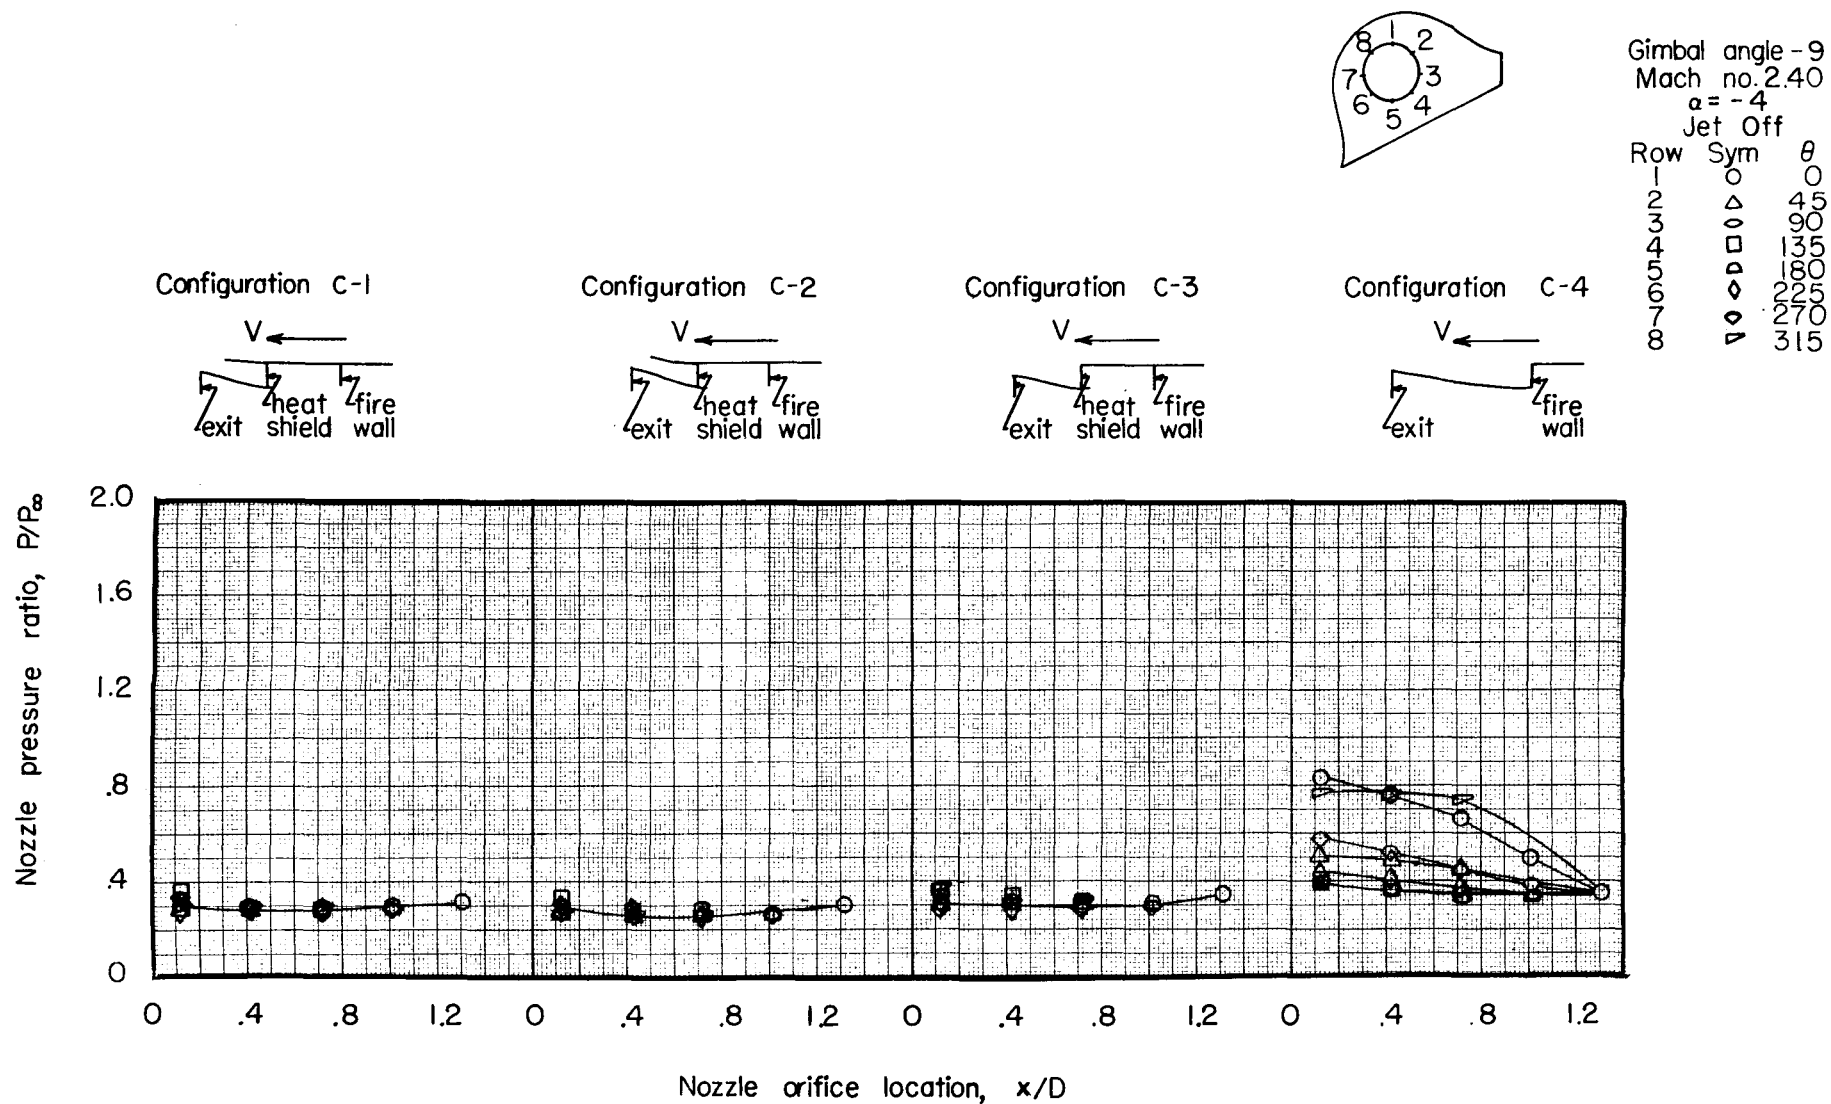 1
8 2
7 3
6 4
5
Gimbal angle -9
Mach no. 2.40
α = -4
Jet Off
Row Sym θ
1 0
2 45
3 90
4 135
5 180
6 225
7 270
8 315
Configuration C-1
V
exit heat shield fire wall
Configuration C-2
V
exit heat shield fire wall
Configuration C-3
V
exit heat shield fire wall
Configuration C-4
V
exit fire wall
Nozzle pressure ratio, P/P∞
2.0
1.6
1.2
.8
.4
0
0 .4 .8 1.2 0 .4 .8 1.2 0 .4 .8 1.2 0 .4 .8 1.2
Nozzle orifice location, x/D